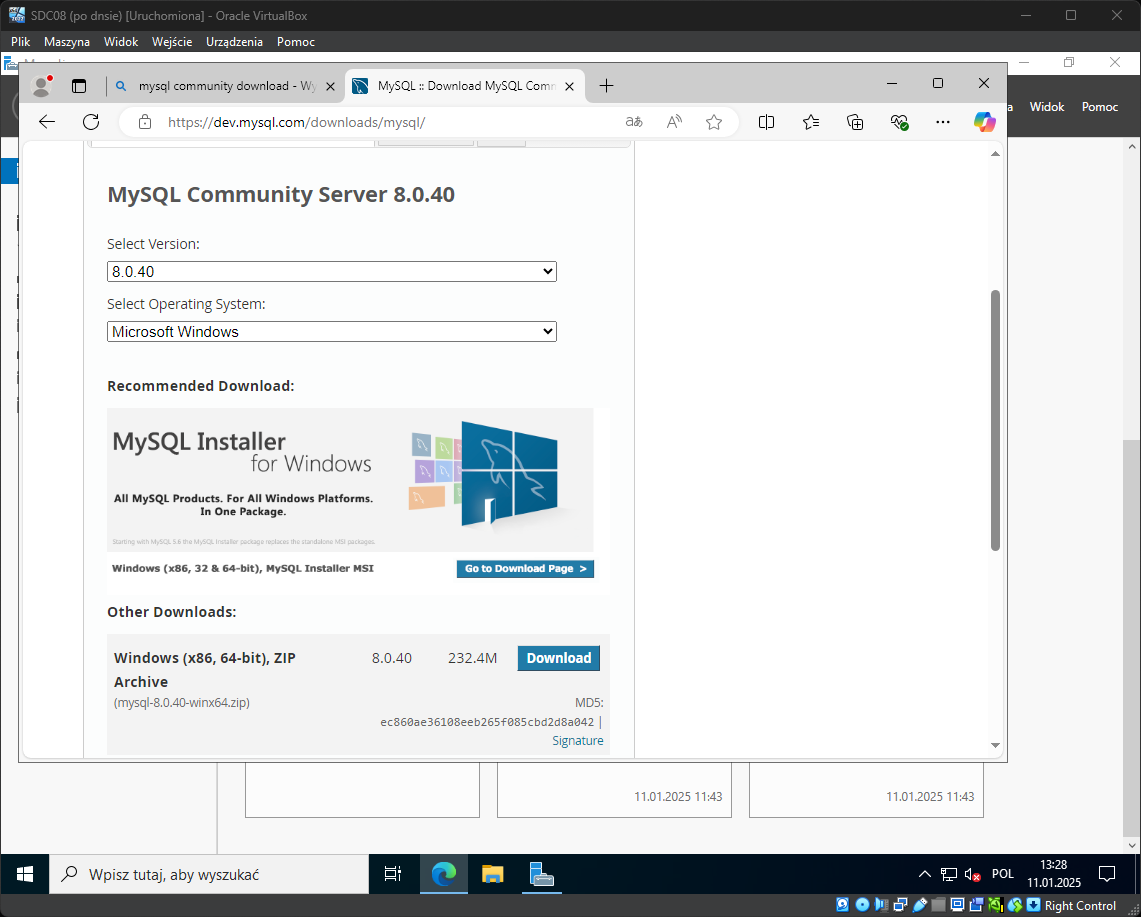 SDC08 (po dnsie) [Uruchomiona] - Oracle VirtualBox
Plik Maszyna Widok Wejście Urządzenia Pomoc
mysql community download - Wy
MySQL :: Download MySQL Comm
https://dev.mysql.com/downloads/mysql/
a Widok Pomoc
MySQL Community Server 8.0.40
Select Version:
8.0.40
Select Operating System:
Microsoft Windows
Recommended Download:
MySQL Installer
for Windows
All MySQL Products. For All Windows Platforms.
In One Package.
Starting with MySQL 5.6 the MySQL Installer package replaces the standalone MSI packages.
Windows (x86, 32 & 64-bit), MySQL Installer MSI
Go to Download Page >
Other Downloads:
Windows (x86, 64-bit), ZIP
Archive
8.0.40 232.4M Download
(mysql-8.0.40-winx64.zip)
MD5:
ec860ae36108eeb265f085cbd2d8a042 |
Signature
11.01.2025 11:43
11.01.2025 11:43
Wpisz tutaj, aby wyszukać
POL
13:28
11.01.2025
Right Control